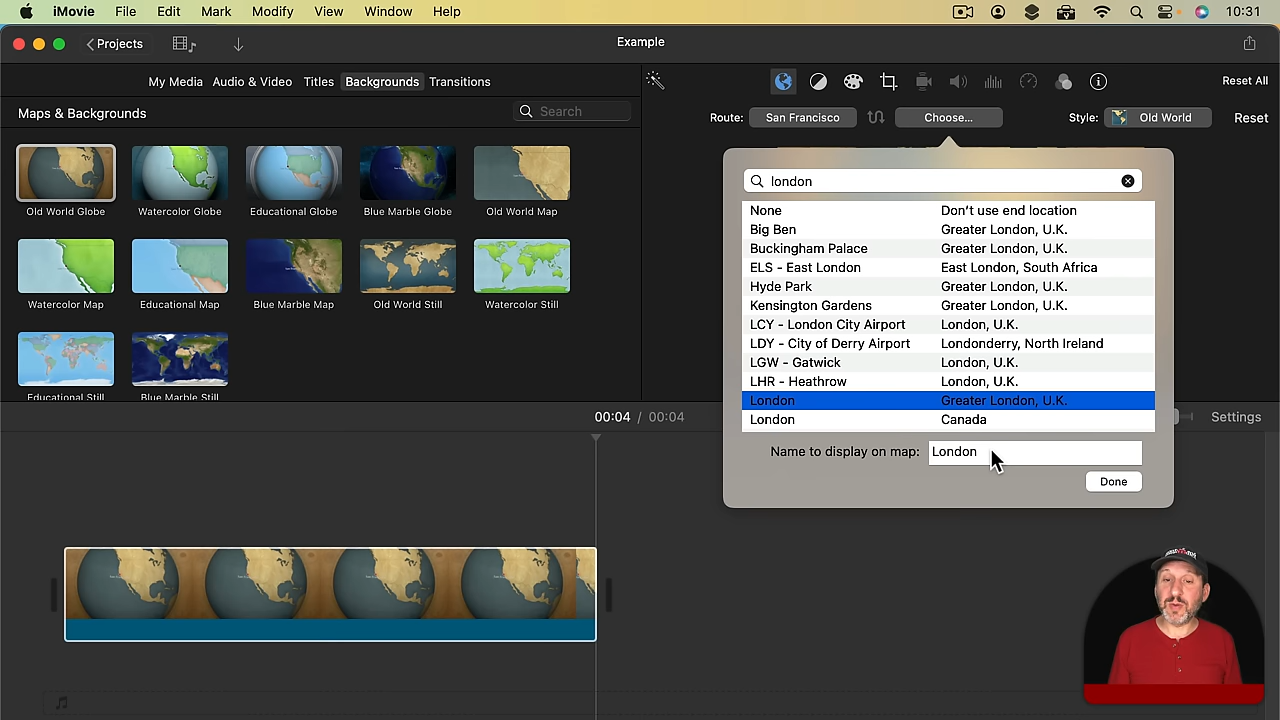 iMovie File Edit Mark Modify View Window Help 10:31
Projects Example
My Media Audio & Video Titles Backgrounds Transitions Reset All
Maps & Backgrounds Search
Route: San Francisco Choose... Style: Old World Reset
Old World Globe Watercolor Globe Educational Globe Blue Marble Globe Old World Map
Watercolor Map Educational Map Blue Marble Map Old World Still Watercolor Still
Educational Still Blue Marble Still
london
None Don't use end location
Big Ben Greater London, U.K.
Buckingham Palace Greater London, U.K.
ELS - East London East London, South Africa
Hyde Park Greater London, U.K.
Kensington Gardens Greater London, U.K.
LCY - London City Airport London, U.K.
LDY - City of Derry Airport Londonderry, North Ireland
LGW - Gatwick London, U.K.
LHR - Heathrow London, U.K.
London Greater London, U.K.
London Canada
Name to display on map: London
Done
00:04 / 00:04 Settings